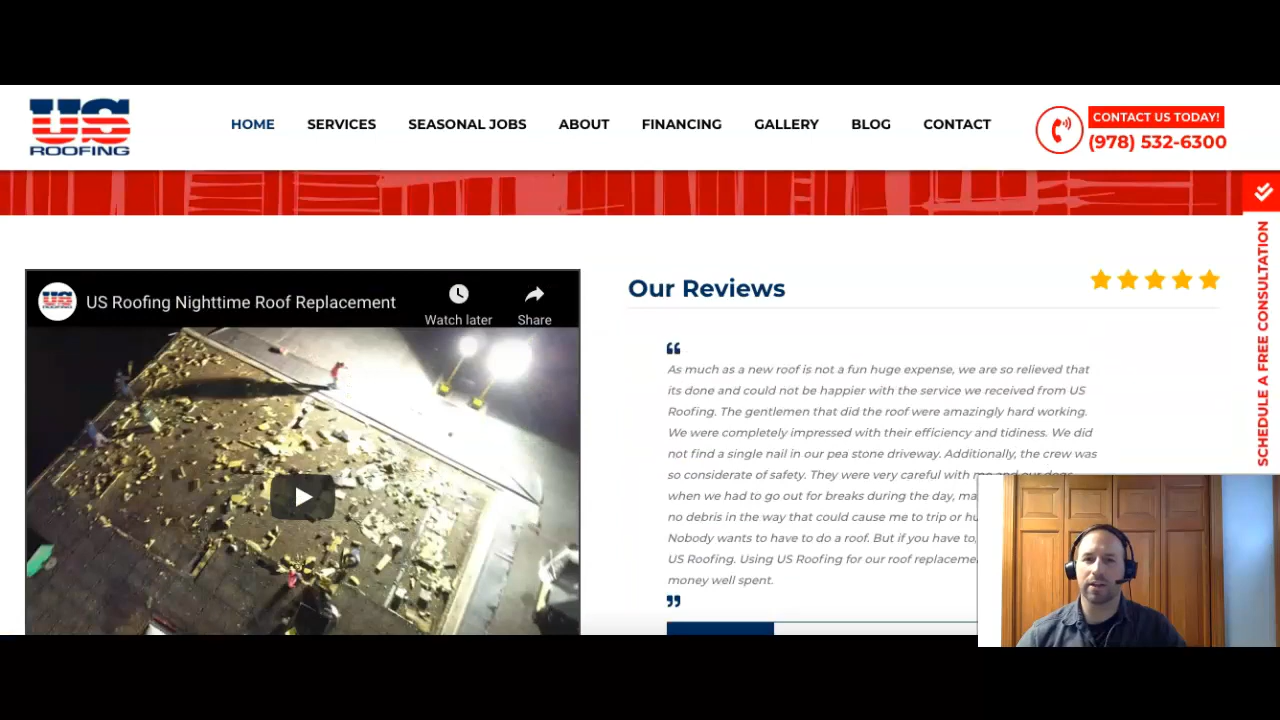 US
ROOFING
HOME
SERVICES
SEASONAL JOBS
ABOUT
FINANCING
GALLERY
BLOG
CONTACT
CONTACT US TODAY!
(978) 532-6300
SCHEDULE A FREE CONSULTATION
US
US Roofing Nighttime Roof Replacement
Watch later
Share
Our Reviews
❝
As much as a new roof is not a fun huge expense, we are so relieved that
its done and could not be happier with the service we received from US
Roofing. The gentlemen that did the roof were amazingly hard working.
We were completely impressed with their efficiency and tidiness. We did
not find a single nail in our pea stone driveway. Additionally, the crew was
so considerate of safety. They were very careful with me and our dogs
when we had to go out for breaks during the day,
no debris in the way that could cause me to trip or
Nobody wants to have to do a roof. But if you have to,
US Roofing. Using US Roofing for our roof
money well spent.
❞